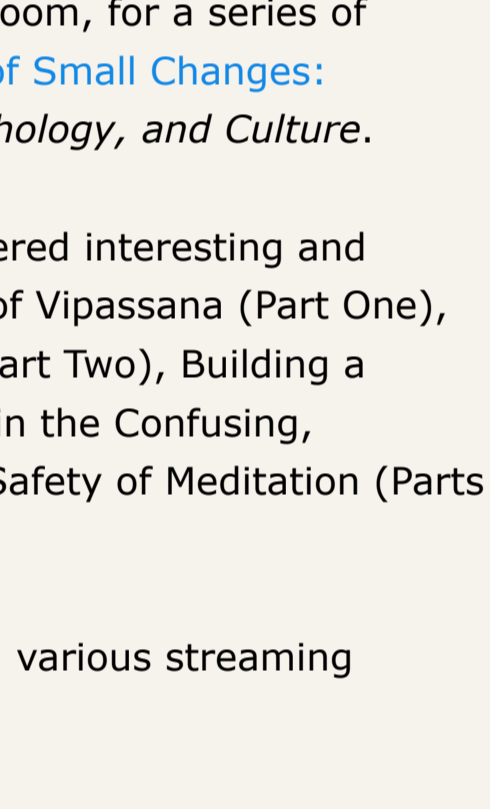 oom, for a series of
of Small Changes:
hology, and Culture.
ered interesting and
of Vipassana (Part One),
art Two), Building a
in the Confusing,
Safety of Meditation (Parts
various streaming